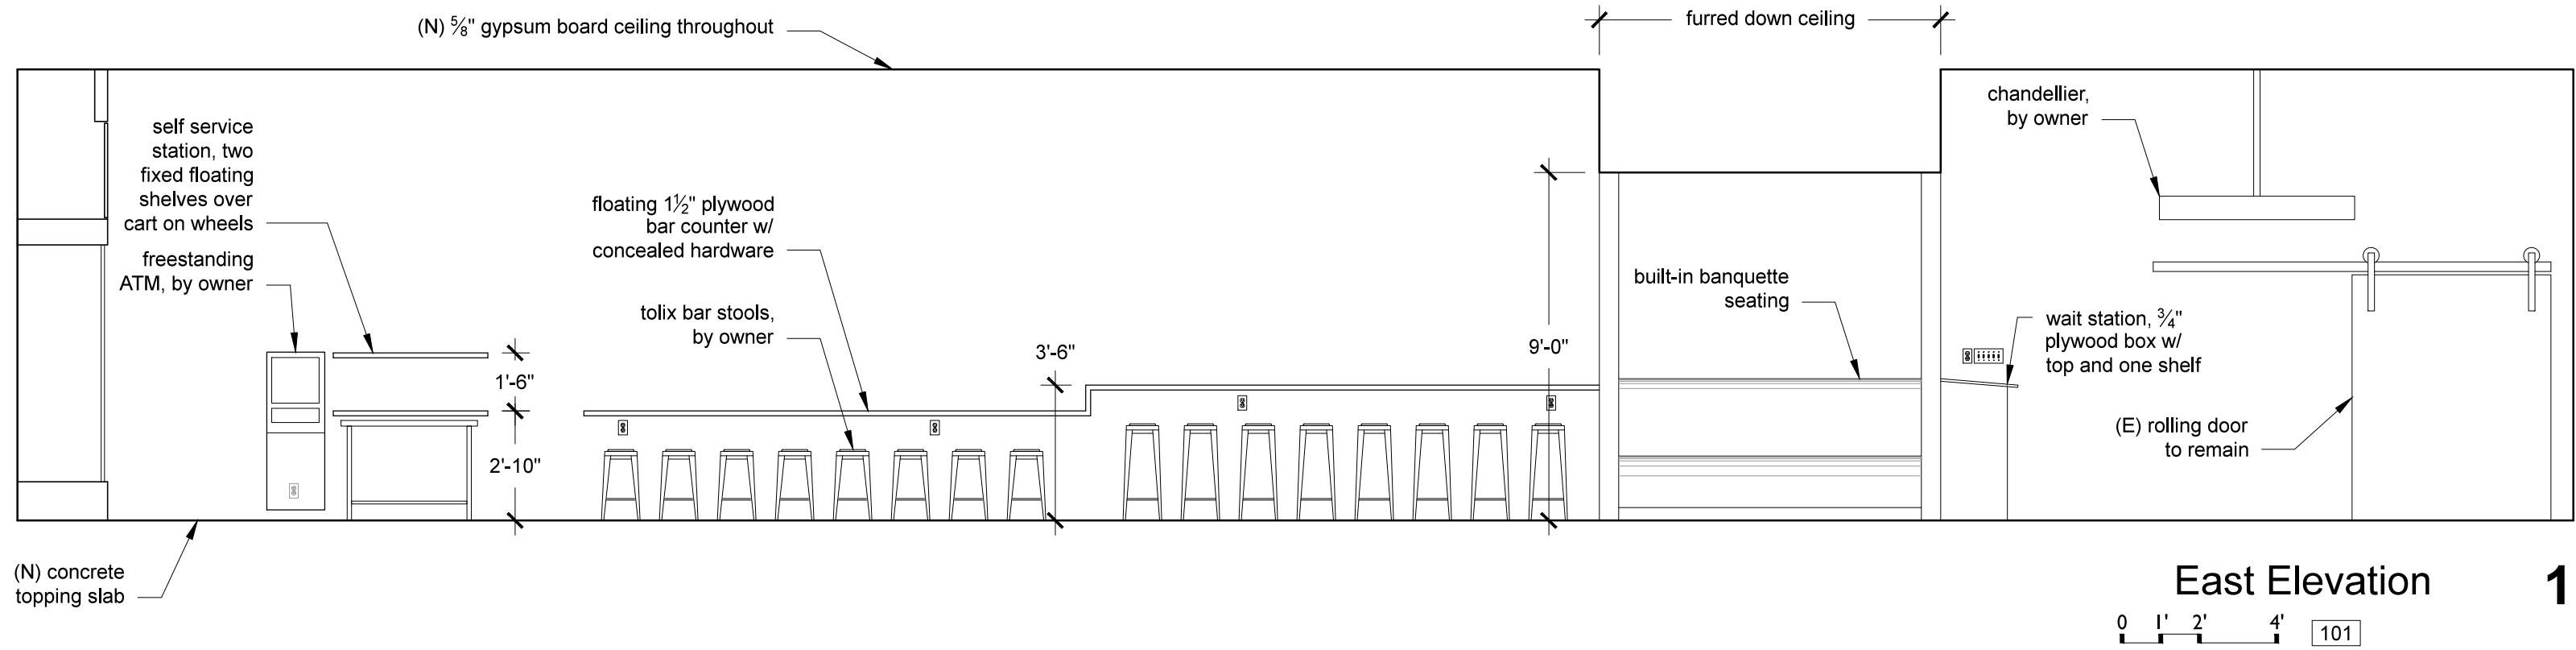 (N) ⅝" gypsum board ceiling throughout
furred down ceiling
self service
station, two
fixed floating
shelves over
cart on wheels
freestanding
ATM, by owner
floating 1½" plywood
bar counter w/
concealed hardware
tolix bar stools,
by owner
1'-6"
2'-10"
3'-6"
9'-0"
built-in banquette
seating
chandellier,
by owner
wait station, ¾"
plywood box w/
top and one shelf
(E) rolling door
to remain
(N) concrete
topping slab
East Elevation
1
0 1' 2' 4'
101